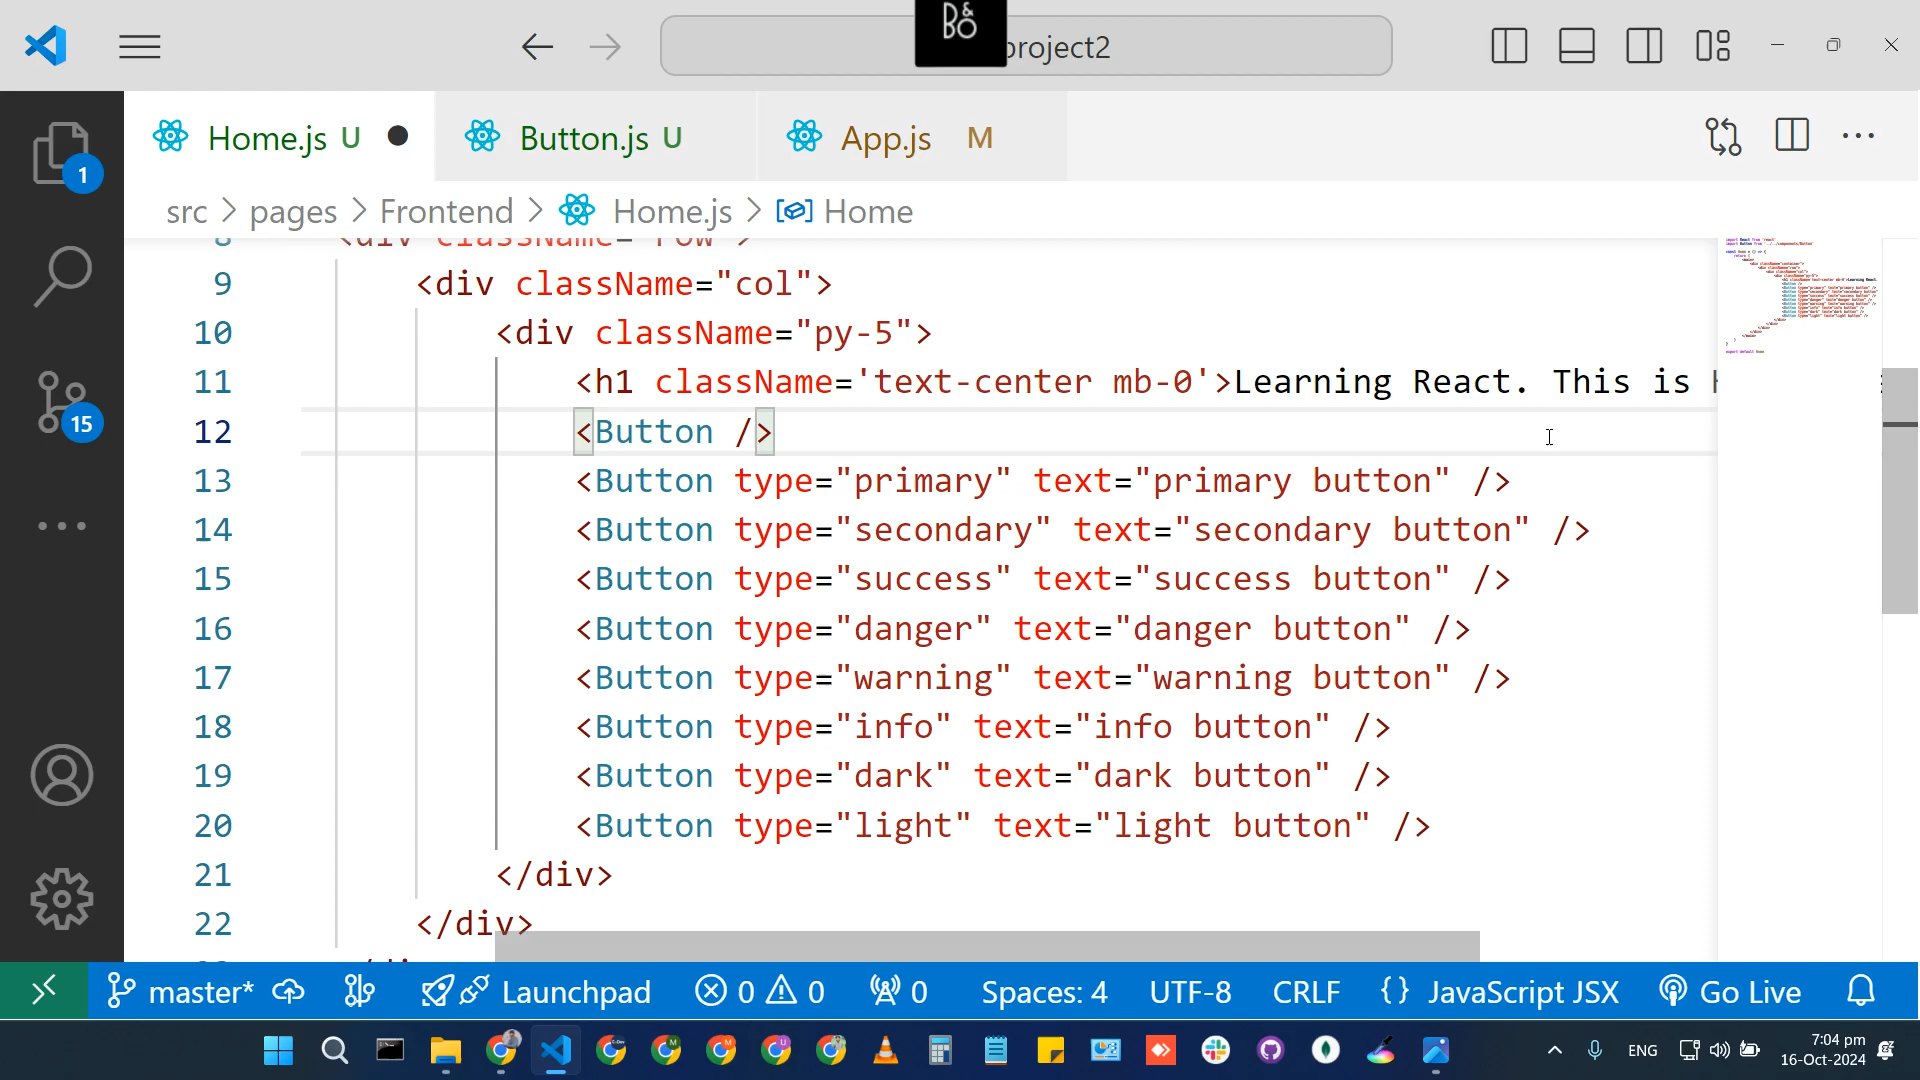 B&O
project2
Home.js U
Button.js U
App.js M
src > pages > Frontend > Home.js > Home
8 <div className="row">
9 <div className="col">
10 <div className="py-5">
11 <h1 className='text-center mb-0'>Learning React. This is
12 <Button />
13 <Button type="primary" text="primary button" />
14 <Button type="secondary" text="secondary button" />
15 <Button type="success" text="success button" />
16 <Button type="danger" text="danger button" />
17 <Button type="warning" text="warning button" />
18 <Button type="info" text="info button" />
19 <Button type="dark" text="dark button" />
20 <Button type="light" text="light button" />
21 </div>
22 </div>
1
15
master* Launchpad 0 0 0 Spaces: 4 UTF-8 CRLF {} JavaScript JSX Go Live
ENG
7:04 pm
16-Oct-2024